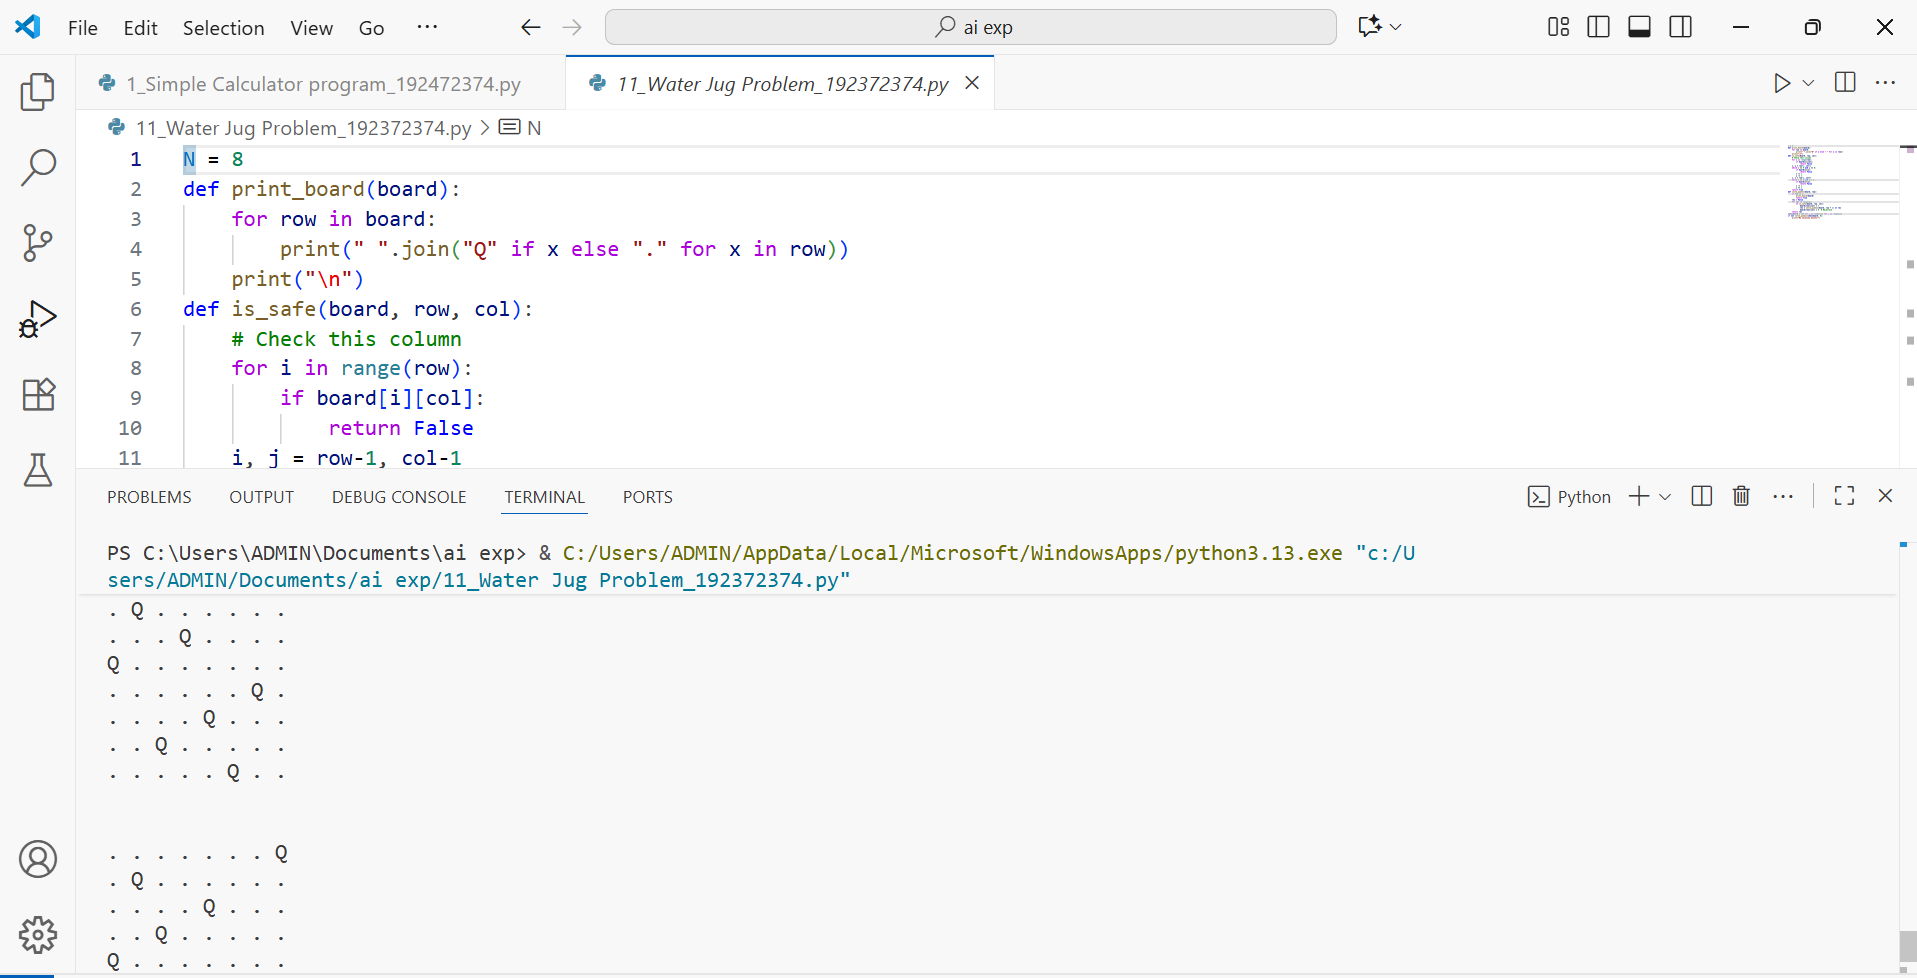 File Edit Selection View Go ··· ai exp
1_Simple Calculator program_192472374.py 11_Water Jug Problem_192372374.py
11_Water Jug Problem_192372374.py > N
1 N = 8
2 def print_board(board):
3 for row in board:
4 print(" ".join("Q" if x else "." for x in row))
5 print("\n")
6 def is_safe(board, row, col):
7 # Check this column
8 for i in range(row):
9 if board[i][col]:
10 return False
11 i, j = row-1, col-1
PROBLEMS OUTPUT DEBUG CONSOLE TERMINAL PORTS Python
PS C:\Users\ADMIN\Documents\ai exp> & C:/Users/ADMIN/AppData/Local/Microsoft/WindowsApps/python3.13.exe "c:/U
sers/ADMIN/Documents/ai exp/11_Water Jug Problem_192372374.py"
. Q . . . . . .
. . . Q . . . .
Q . . . . . . .
. . . . . . Q .
. . . . Q . . .
. . Q . . . . .
. . . . . Q . .
. . . . . . . Q
. Q . . . . . .
. . . . Q . . .
. . Q . . . . .
Q . . . . . . .